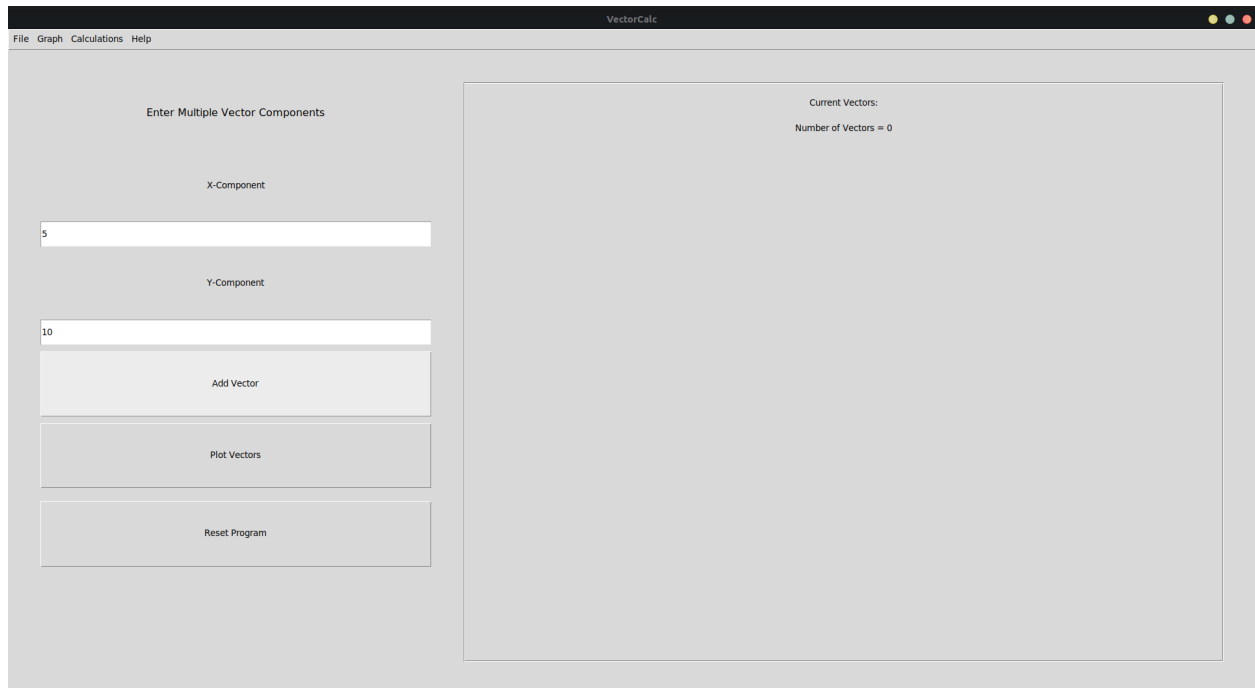 VectorCalc
File Graph Calculations Help
Enter Multiple Vector Components
X-Component
5
Y-Component
10
Add Vector
Plot Vectors
Reset Program
Current Vectors:
Number of Vectors = 0